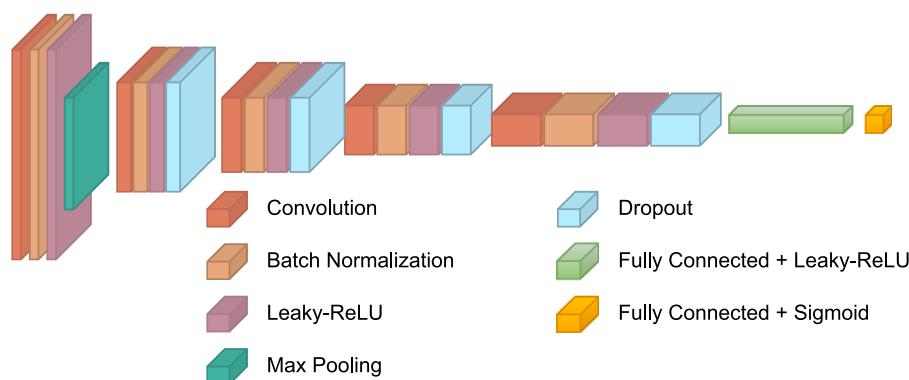 Convolution
Batch Normalization
Leaky-ReLU
Max Pooling
Dropout
Fully Connected + Leaky-ReLU
Fully Connected + Sigmoid